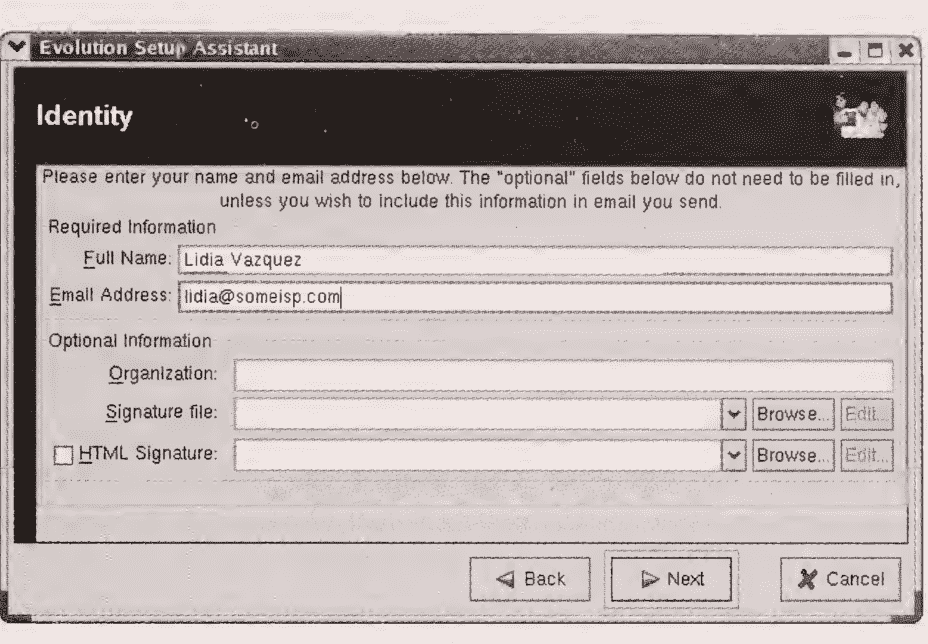 Evolution Setup Assistant
Identity
Please enter your name and email address below. The "optional" fields below do not need to be filled in,
unless you wish to include this information in email you send.
Required Information
Full Name: Lidia Vazquez
Email Address: lidia@someisp.com
Optional Information
Organization:
Signature file: Browse... Edit...
HTML Signature: Browse... Edit...
Back Next Cancel